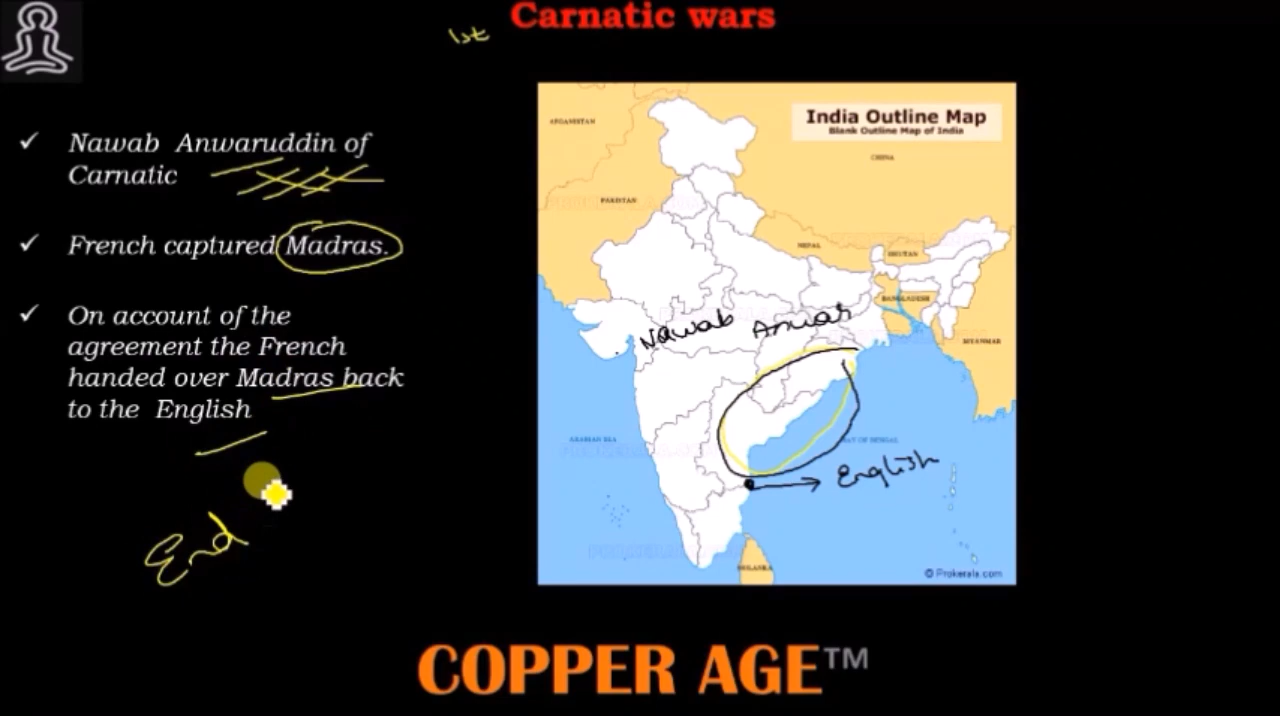 Carnatic wars
1st
✓ Nawab Anwaruddin of
Carnatic
✓ French captured Madras.
✓ On account of the
agreement the French
handed over Madras back
to the English
End
India Outline Map
Blank Outline Map of India
AFGANISTAN
CHINA
PAKISTAN
NEPAL
BHUTAN
BANGLADESH
MYANMAR
Nawab Anwar
ARABIAN SEA
BAY OF BENGAL
English
SRILANKA
© Prokerala.com
COPPER AGE™